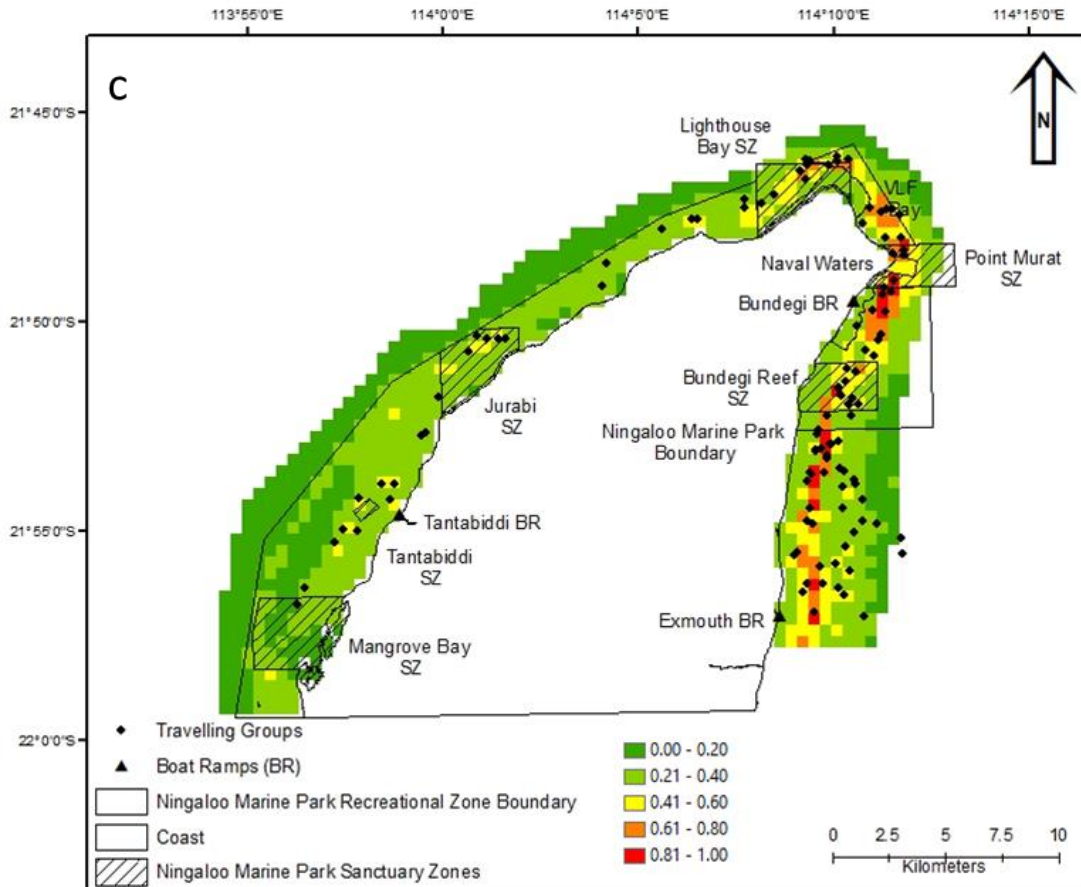 113°55'0"E 114°0'0"E 114°5'0"E 114°10'0"E 114°15'0"E
C
N
21°45'0"S
Lighthouse
Bay SZ
VLF
Bay
Naval Waters
Point Murat
SZ
Bundegi BR
21°50'0"S
Bundegi Reef
SZ
Jurabi
SZ
Ningaloo Marine Park
Boundary
21°55'0"S
Tantabiddi BR
Tantabiddi
SZ
Exmouth BR
Mangrove Bay
SZ
22°0'0"S
Travelling Groups
Boat Ramps (BR)
Ningaloo Marine Park Recreational Zone Boundary
Coast
Ningaloo Marine Park Sanctuary Zones
0.00 - 0.20
0.21 - 0.40
0.41 - 0.60
0.61 - 0.80
0.81 - 1.00
0 2.5 5 7.5 10
Kilometers